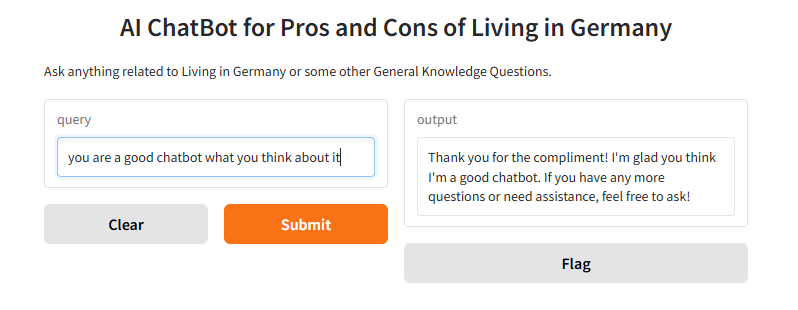 AI ChatBot for Pros and Cons of Living in Germany
Ask anything related to Living in Germany or some other General Knowledge Questions.
query
you are a good chatbot what you think about it
Clear
Submit
output
Thank you for the compliment! I'm glad you think
I'm a good chatbot. If you have any more
questions or need assistance, feel free to ask!
Flag